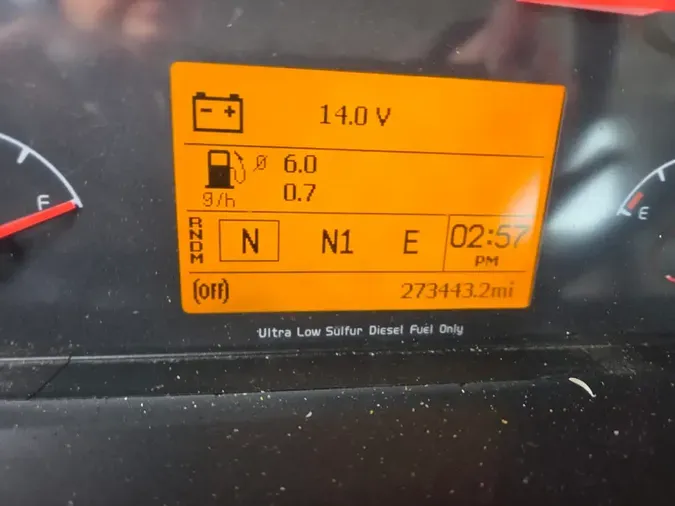 - + 14.0 V
F
ø 6.0
0.7
g/h
E
RNDM N N1 E 02:57
PM
(OFF) 273443.2mi
Ultra Low Sulfur Diesel Fuel Only